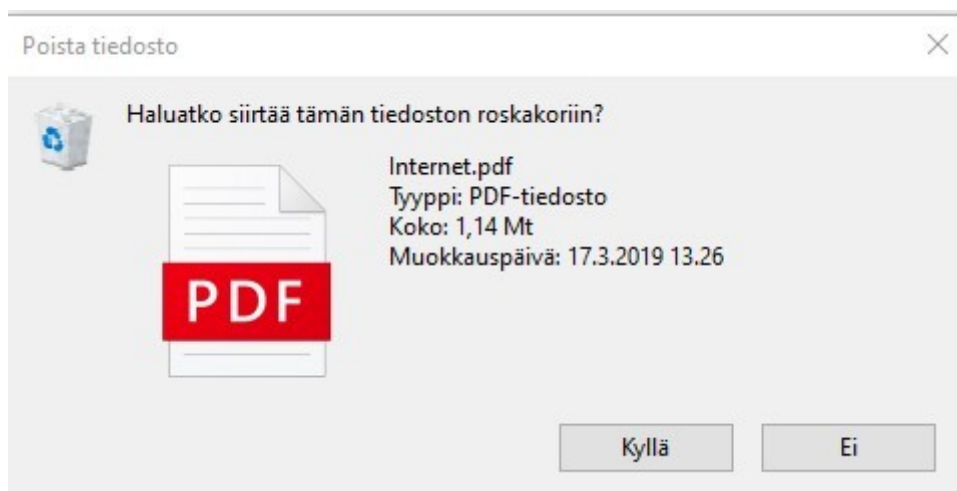 Poista tiedosto
Haluatko siirtää tämän tiedoston roskakoriin?
Internet.pdf
Tyyppi: PDF-tiedosto
Koko: 1,14 Mt
Muokkauspäivä: 17.3.2019 13.26
PDF
Kyllä
Ei